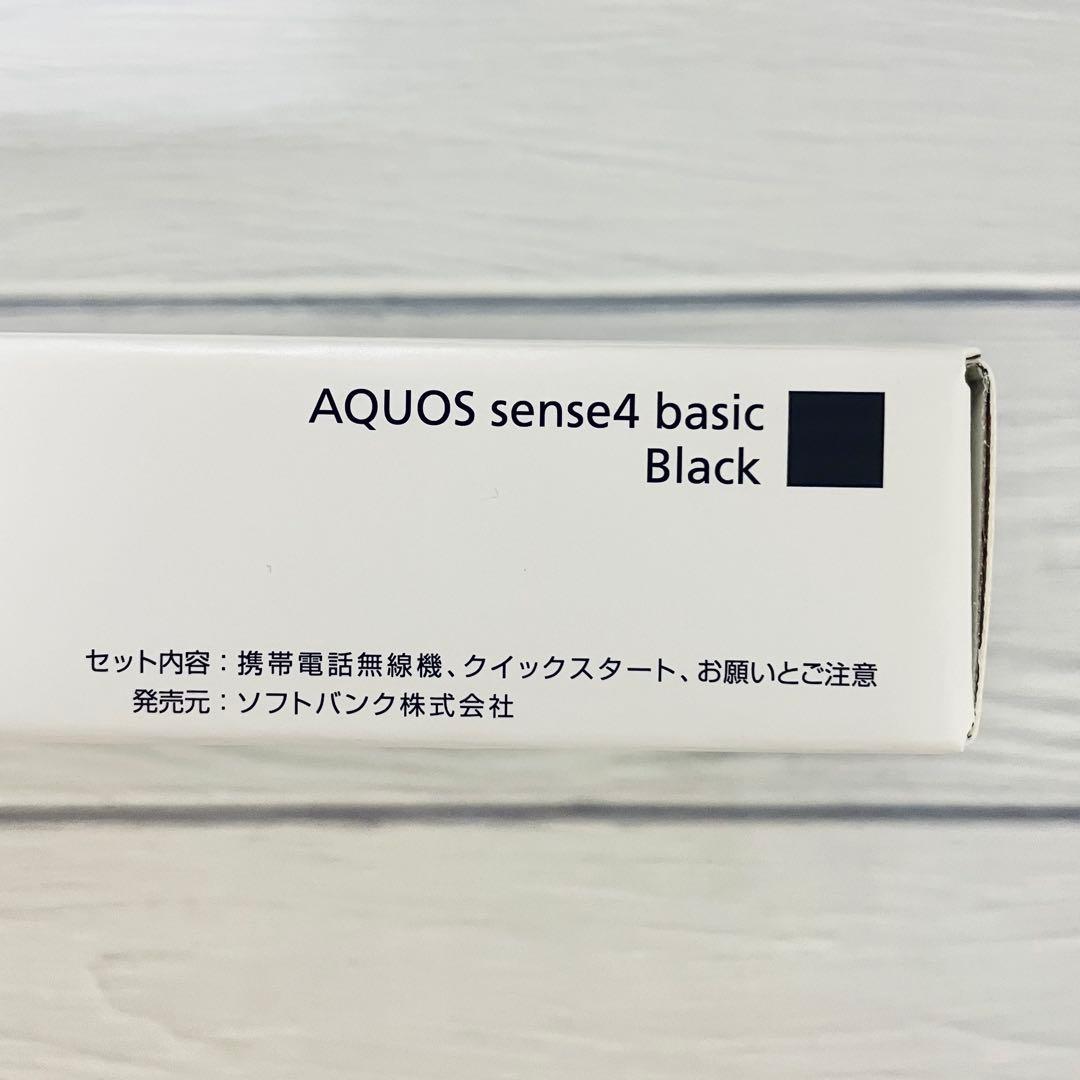 AQUOS sense4 basic
Black
セット内容：携帯電話無線機、クイックスタート、お願いとご注意
発売元：ソフトバンク株式会社